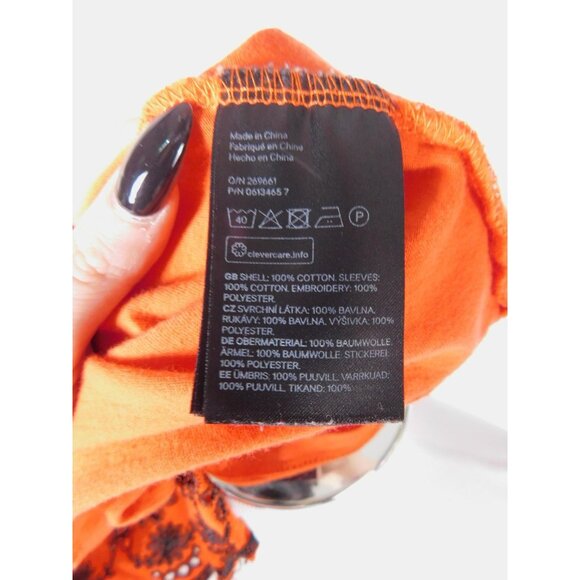 Made in China
Fabriqué en Chine
Hecho en China
O/N 269661
P/N 0613465 7
40
P
clevercare.info
GB SHELL: 100% COTTON. SLEEVES:
100% COTTON. EMBROIDERY: 100%
POLYESTER.
CZ SVRCHNÍ LÁTKA: 100% BAVLNA.
RUKÁVY: 100% BAVLNA. VÝŠIVKA: 100%
POLYESTER.
DE OBERMATERIAL: 100% BAUMWOLLE.
ÄRMEL: 100% BAUMWOLLE. STICKEREI:
100% POLYESTER.
EE ÜMBRIS: 100% PUUVILL. VARRKUAD:
100% PUUVILL. TIKAND: 100%